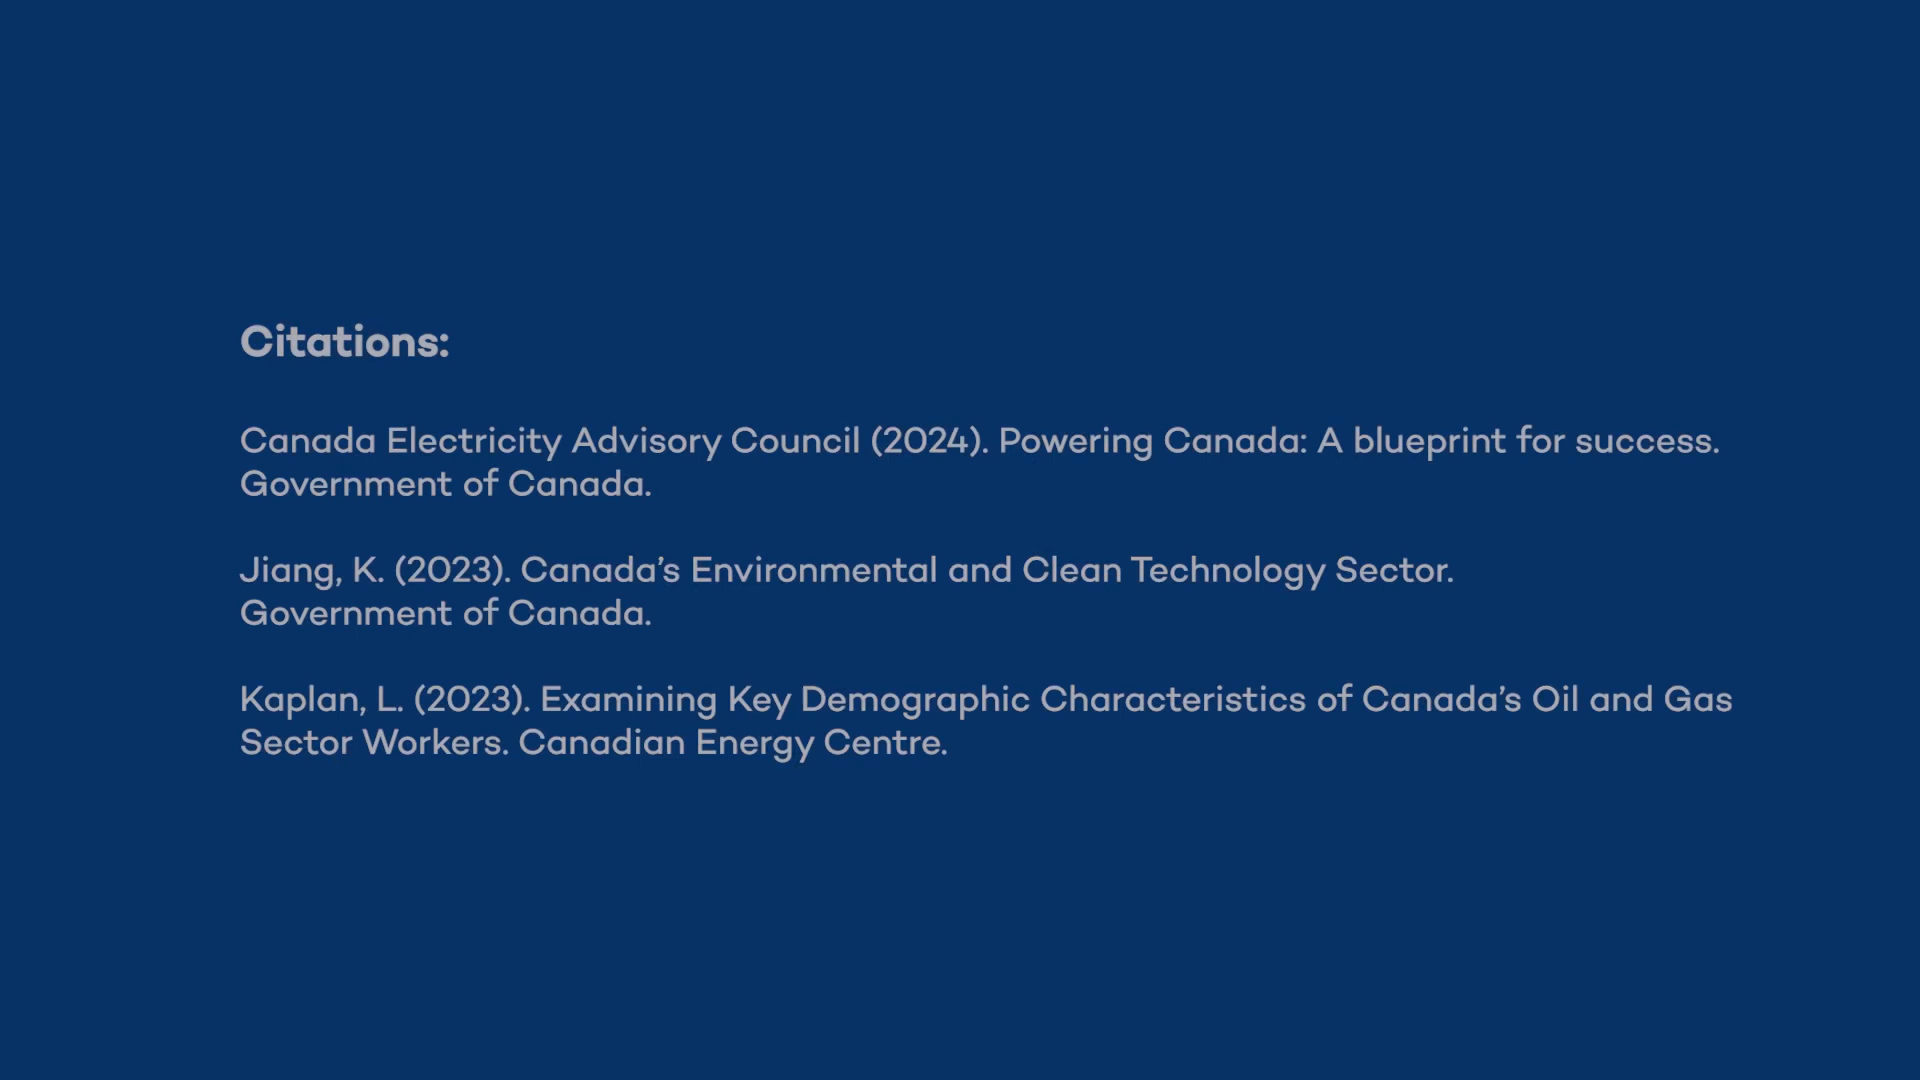 Citations:
Canada Electricity Advisory Council (2024). Powering Canada: A blueprint for success.
Government of Canada.
Jiang, K. (2023). Canada’s Environmental and Clean Technology Sector.
Government of Canada.
Kaplan, L. (2023). Examining Key Demographic Characteristics of Canada’s Oil and Gas
Sector Workers. Canadian Energy Centre.